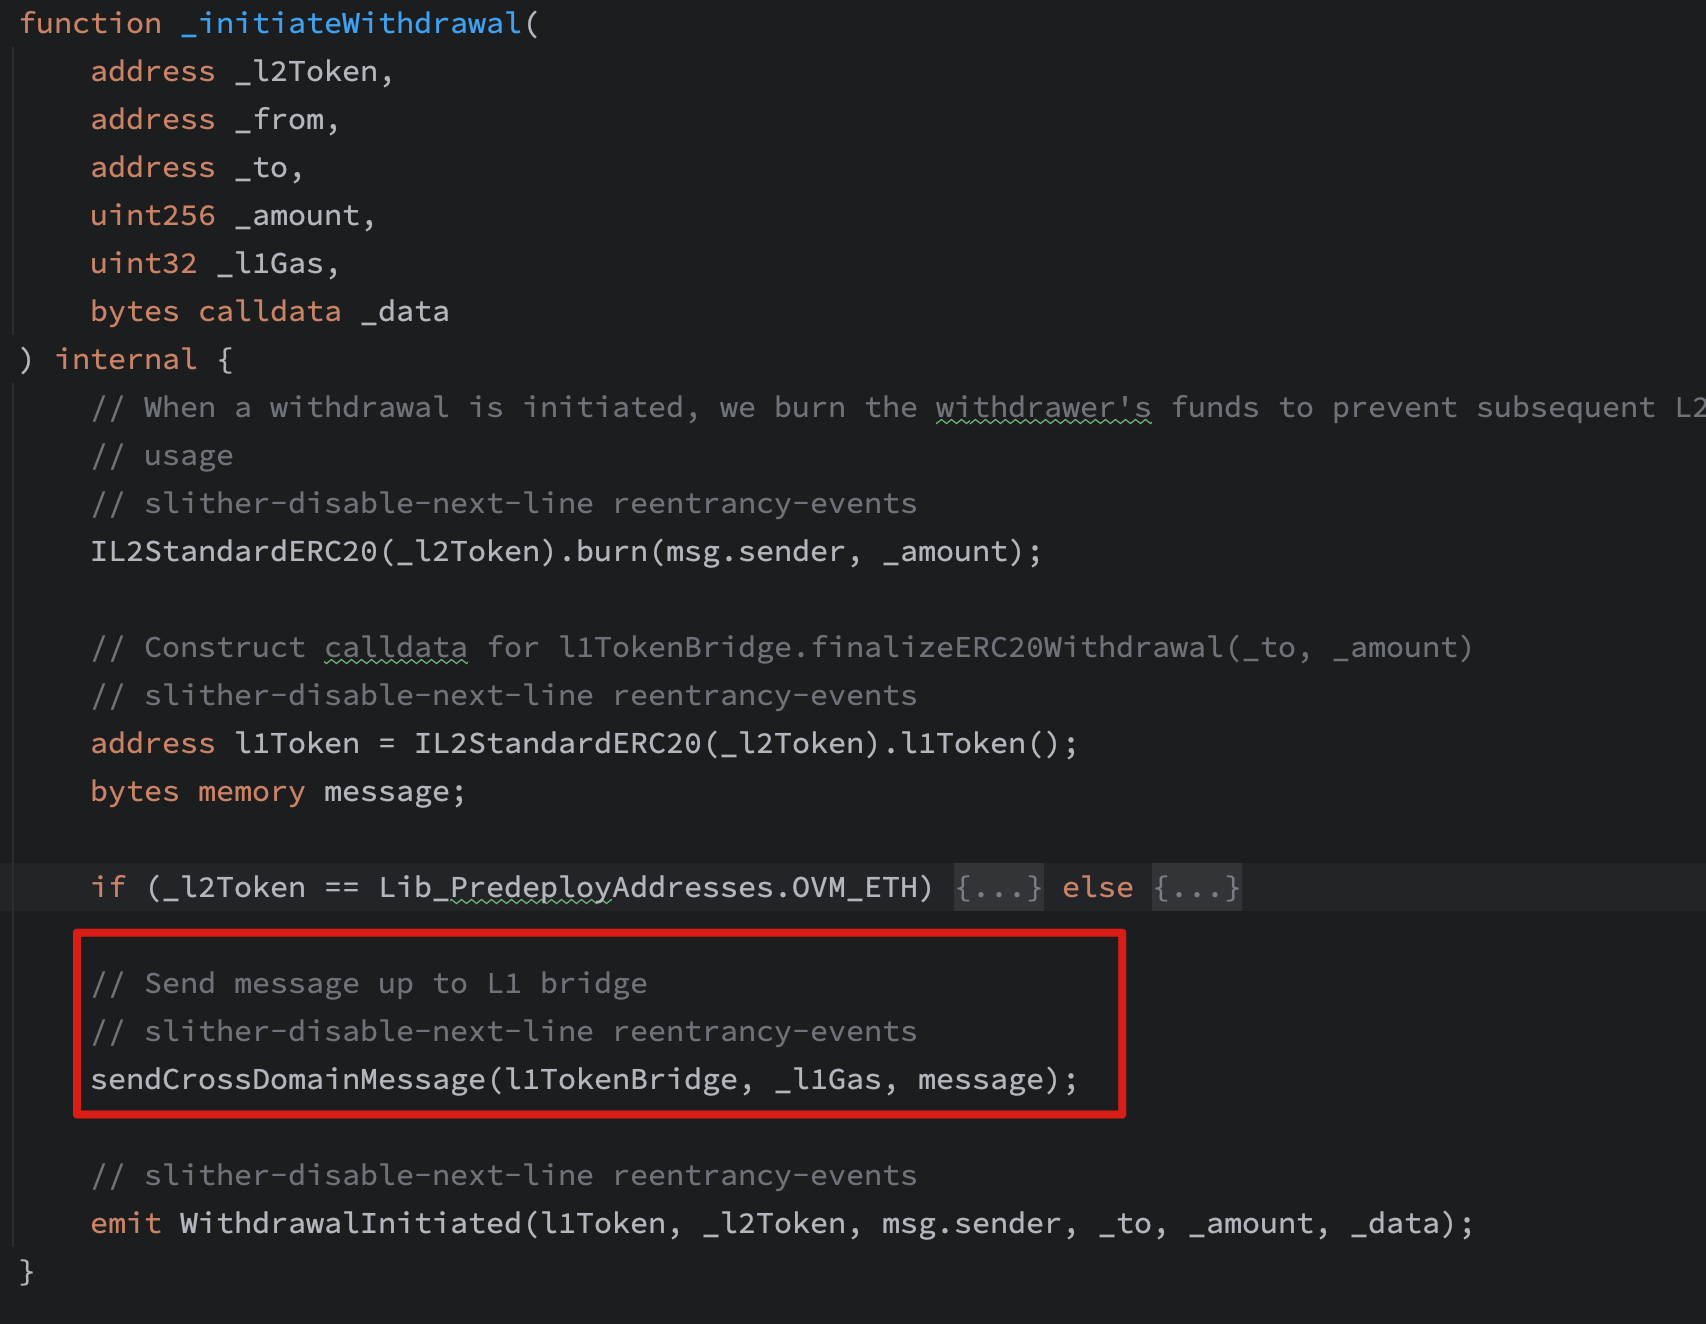 function _initiateWithdrawal(
    address _l2Token,
    address _from,
    address _to,
    uint256 _amount,
    uint32 _l1Gas,
    bytes calldata _data
) internal {
    // When a withdrawal is initiated, we burn the withdrawer's funds to prevent subsequent L2
    // usage
    // slither-disable-next-line reentrancy-events
    IL2StandardERC20(_l2Token).burn(msg.sender, _amount);
    // Construct calldata for l1TokenBridge.finalizeERC20Withdrawal(_to, _amount)
    // slither-disable-next-line reentrancy-events
    address l1Token = IL2StandardERC20(_l2Token).l1Token();
    bytes memory message;
    if (_l2Token == Lib_PredeployAddresses.OVM_ETH) {...} else {...}
    // Send message up to L1 bridge
    // slither-disable-next-line reentrancy-events
    sendCrossDomainMessage(l1TokenBridge, _l1Gas, message);
    // slither-disable-next-line reentrancy-events
    emit WithdrawalInitiated(l1Token, _l2Token, msg.sender, _to, _amount, _data);
}